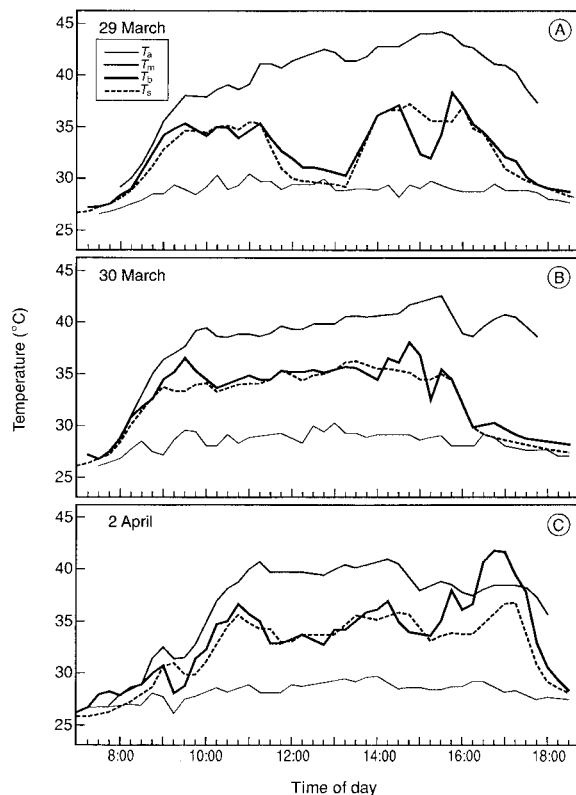 29 March
A
Ta
Tm
Tb
Ts
45
40
35
30
25
30 March
B
45
40
35
30
25
Temperature (°C)
2 April
C
45
40
35
30
25
8:00 10:00 12:00 14:00 16:00 18:00
Time of day